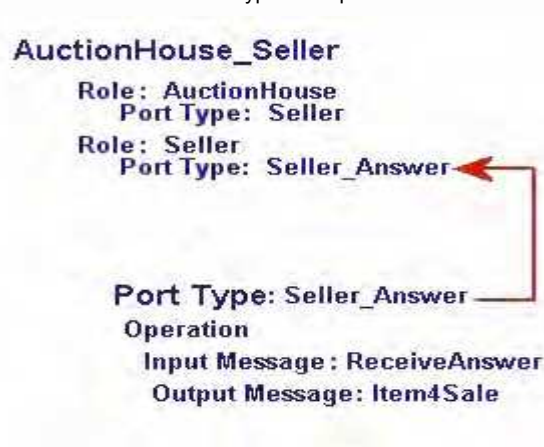 AuctionHouse_Seller
Role: AuctionHouse
Port Type: Seller
Role: Seller
Port Type: Seller_Answer
Port Type: Seller_Answer
Operation
Input Message: ReceiveAnswer
Output Message: Item4Sale